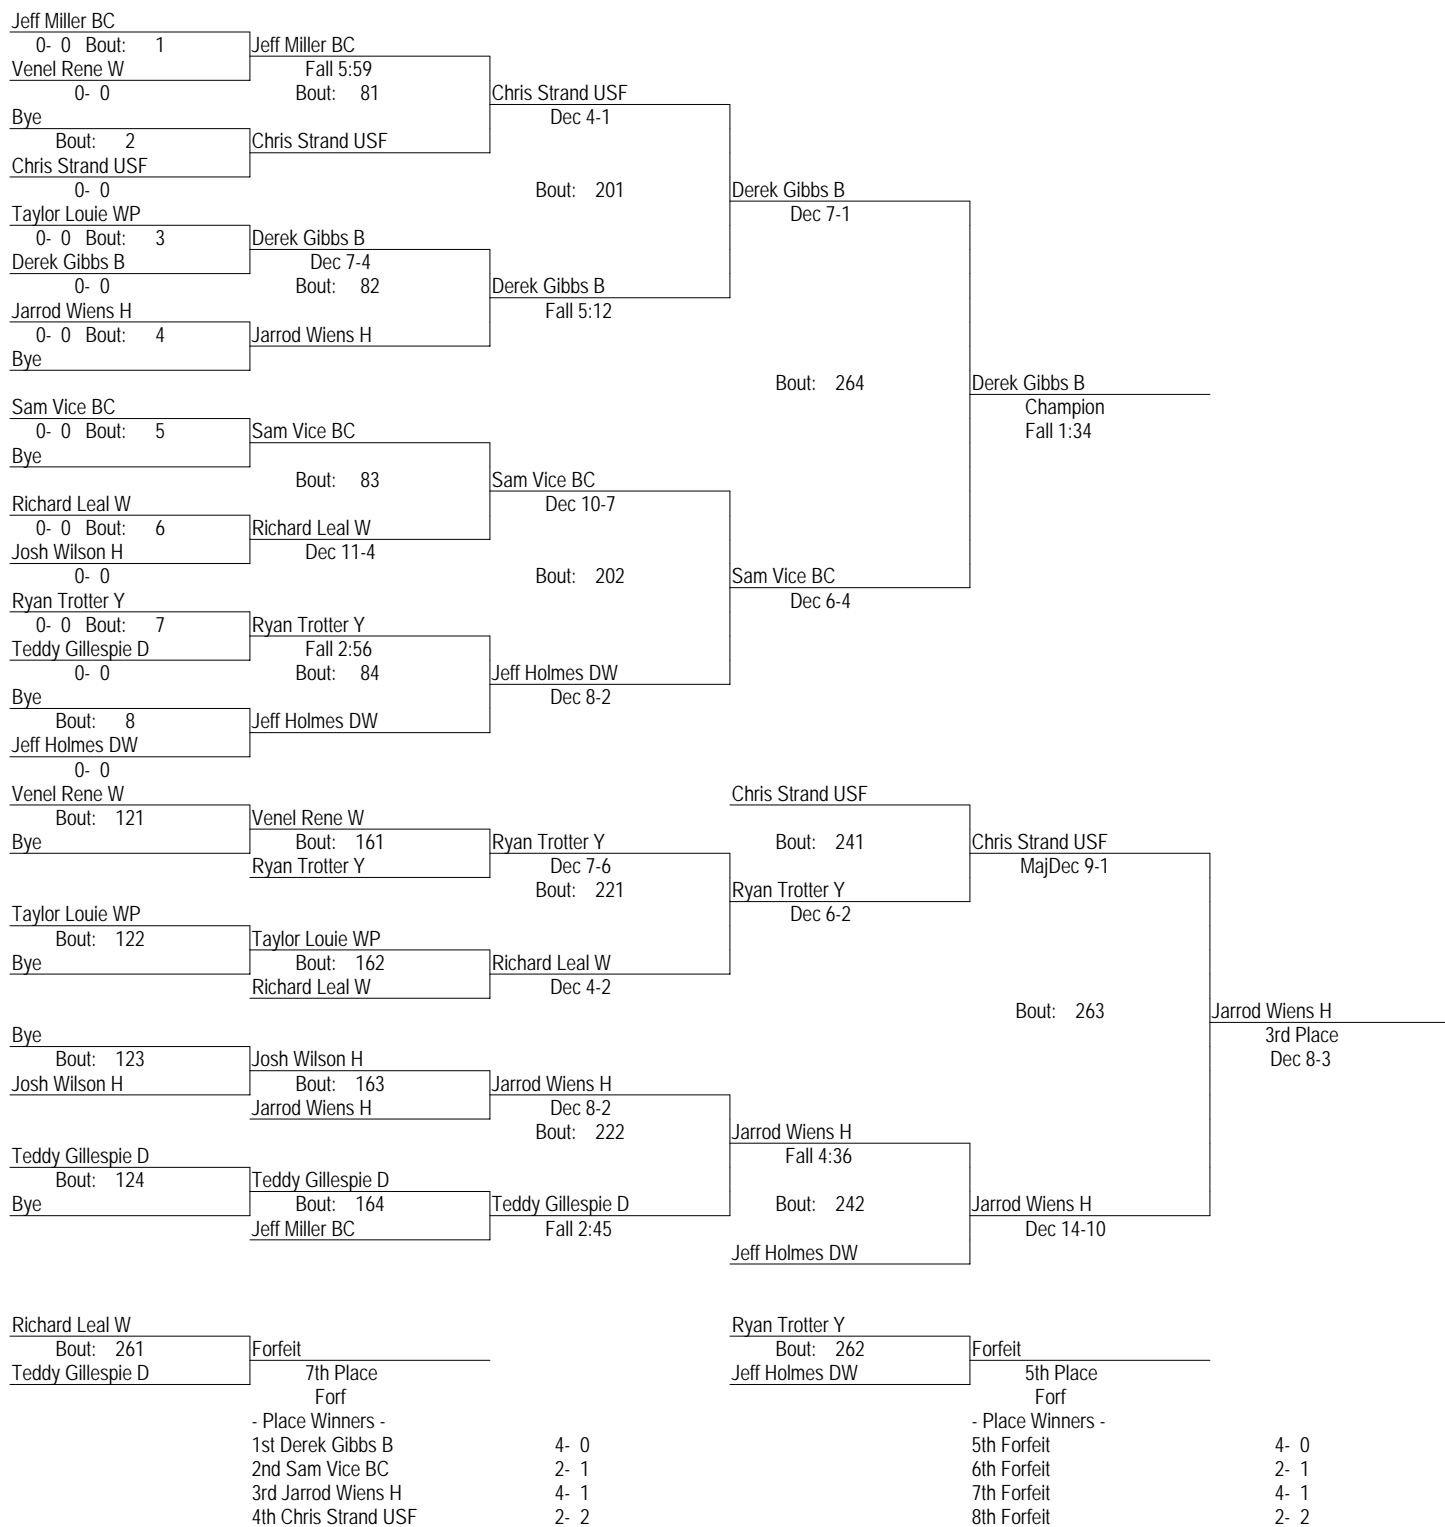 Jeff Miller BC
0- 0 Bout: 1 Jeff Miller BC
Venel Rene W Fall 5:59
0- 0 Bout: 81 Chris Strand USF
Bye Dec 4-1
Bout: 2 Chris Strand USF
Chris Strand USF
0- 0 Bout: 201 Derek Gibbs B
Taylor Louie WP Dec 7-1
0- 0 Bout: 3 Derek Gibbs B
Derek Gibbs B Dec 7-4
0- 0 Bout: 82 Derek Gibbs B
Jarrod Wiens H Fall 5:12
0- 0 Bout: 4 Jarrod Wiens H
Bye
Bout: 264 Derek Gibbs B
Sam Vice BC Champion
0- 0 Bout: 5 Sam Vice BC Fall 1:34
Bye
Bout: 83 Sam Vice BC
Richard Leal W Dec 10-7
0- 0 Bout: 6 Richard Leal W
Josh Wilson H Dec 11-4
0- 0 Bout: 202 Sam Vice BC
Ryan Trotter Y Dec 6-4
0- 0 Bout: 7 Ryan Trotter Y
Teddy Gillespie D Fall 2:56
0- 0 Bout: 84 Jeff Holmes DW
Bye Dec 8-2
Bout: 8 Jeff Holmes DW
Jeff Holmes DW
0- 0
Venel Rene W Chris Strand USF
Bout: 121 Venel Rene W
Bye Bout: 161 Ryan Trotter Y Bout: 241 Chris Strand USF
Ryan Trotter Y Dec 7-6 MajDec 9-1
Bout: 221 Ryan Trotter Y
Taylor Louie WP Dec 6-2
Bout: 122 Taylor Louie WP
Bye Bout: 162 Richard Leal W
Richard Leal W Dec 4-2
Bout: 263 Jarrod Wiens H
Bye 3rd Place
Bout: 123 Josh Wilson H Dec 8-3
Josh Wilson H Bout: 163 Jarrod Wiens H
Jarrod Wiens H Dec 8-2
Bout: 222 Jarrod Wiens H
Teddy Gillespie D Fall 4:36
Bout: 124 Teddy Gillespie D
Bye Bout: 164 Teddy Gillespie D Bout: 242 Jarrod Wiens H
Jeff Miller BC Fall 2:45 Dec 14-10
Jeff Holmes DW
Richard Leal W Ryan Trotter Y
Bout: 261 Forfeit Bout: 262 Forfeit
Teddy Gillespie D 7th Place Jeff Holmes DW 5th Place
Forf Forf
- Place Winners - - Place Winners -
1st Derek Gibbs B 4- 0 5th Forfeit 4- 0
2nd Sam Vice BC 2- 1 6th Forfeit 2- 1
3rd Jarrod Wiens H 4- 1 7th Forfeit 4- 1
4th Chris Strand USF 2- 2 8th Forfeit 2- 2